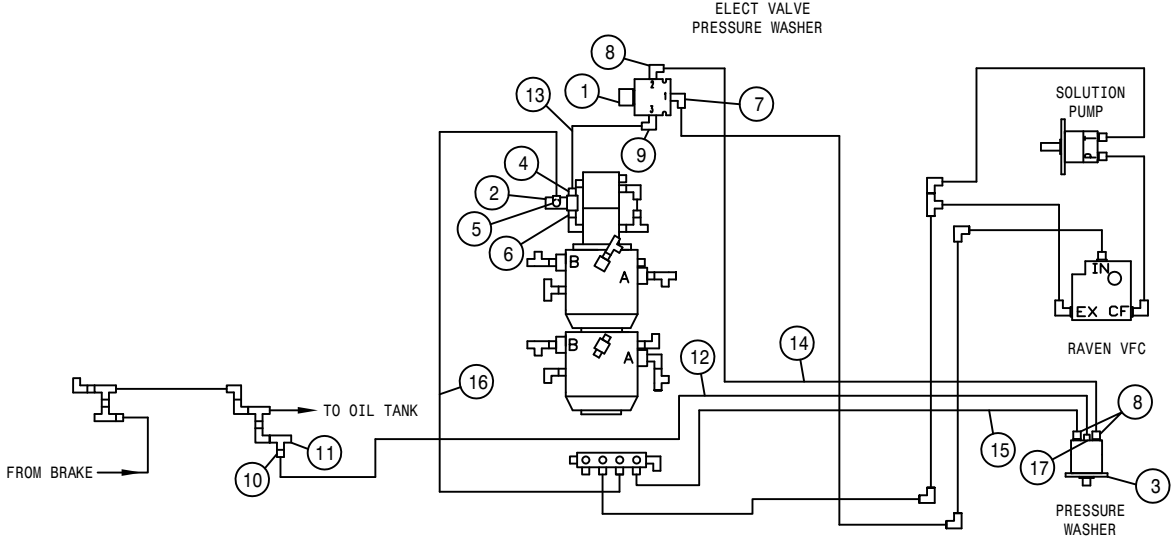 ELECT VALVE
PRESSURE WASHER
8
2
1
1
3
7
13
9
SOLUTION
PUMP
4
2
5
6
B
A
IN
EX CF
RAVEN VFC
B
A
12
14
16
8
TO OIL TANK
11
10
FROM BRAKE
15
17
3
PRESSURE
WASHER